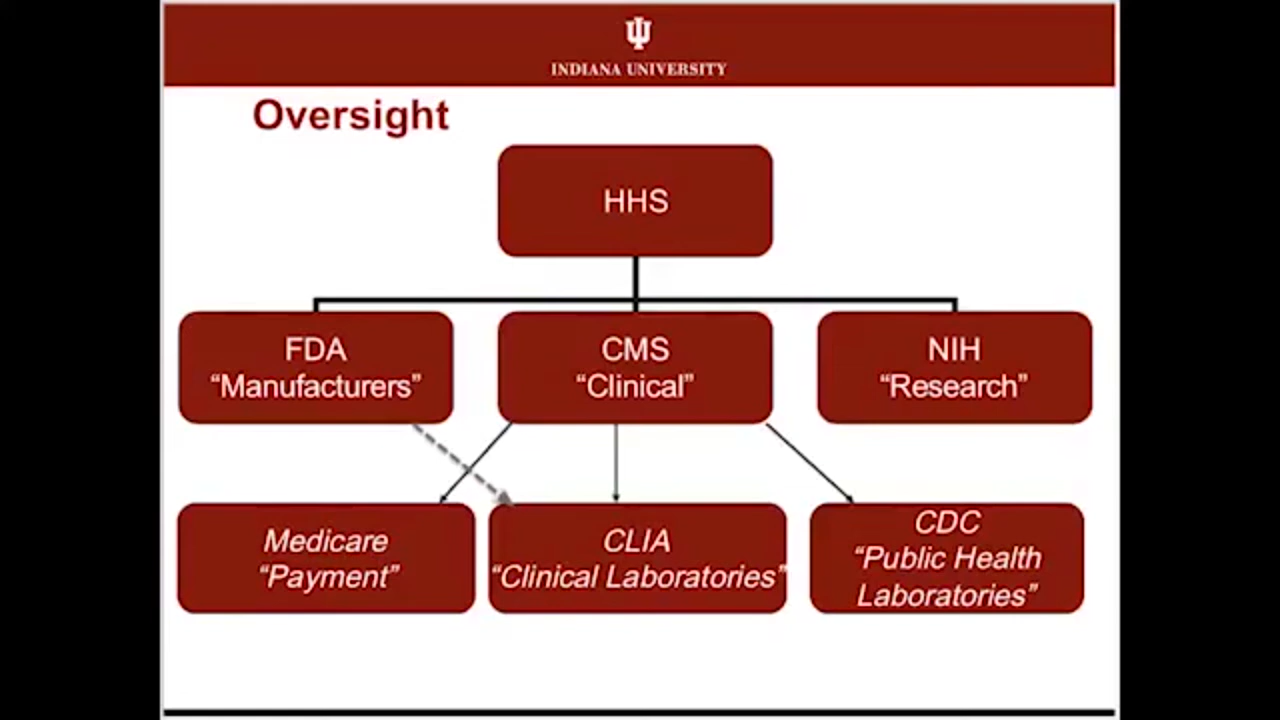 INDIANA UNIVERSITY
Oversight
HHS
FDA
“Manufacturers”
CMS
“Clinical”
NIH
“Research”
Medicare
“Payment”
CLIA
“Clinical Laboratories”
CDC
“Public Health
Laboratories”